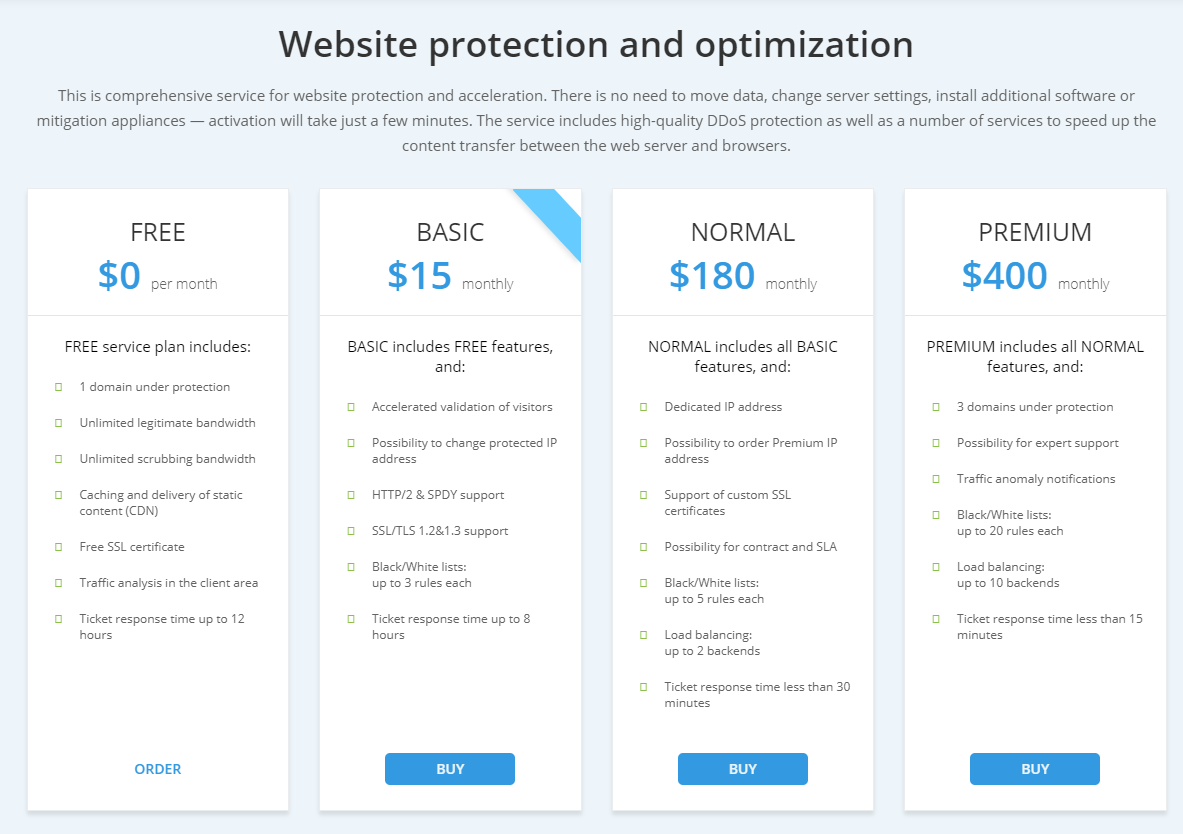 Website protection and optimization
This is comprehensive service for website protection and acceleration. There is no need to move data, change server settings, install additional software or
mitigation appliances — activation will take just a few minutes. The service includes high-quality DDoS protection as well as a number of services to speed up the
content transfer between the web server and browsers.
FREE
$0 per month
FREE service plan includes:
1 domain under protection
Unlimited legitimate bandwidth
Unlimited scrubbing bandwidth
Caching and delivery of static
content (CDN)
Free SSL certificate
Traffic analysis in the client area
Ticket response time up to 12
hours
ORDER
BASIC
$15 monthly
BASIC includes FREE features,
and:
Accelerated validation of visitors
Possibility to change protected IP
address
HTTP/2 & SPDY support
SSL/TLS 1.2&1.3 support
Black/White lists:
up to 3 rules each
Ticket response time up to 8
hours
BUY
NORMAL
$180 monthly
NORMAL includes all BASIC
features, and:
Dedicated IP address
Possibility to order Premium IP
address
Support of custom SSL
certificates
Possibility for contract and SLA
Black/White lists:
up to 5 rules each
Load balancing:
up to 2 backends
Ticket response time less than 30
minutes
BUY
PREMIUM
$400 monthly
PREMIUM includes all NORMAL
features, and:
3 domains under protection
Possibility for expert support
Traffic anomaly notifications
Black/White lists:
up to 20 rules each
Load balancing:
up to 10 backends
Ticket response time less than 15
minutes
BUY